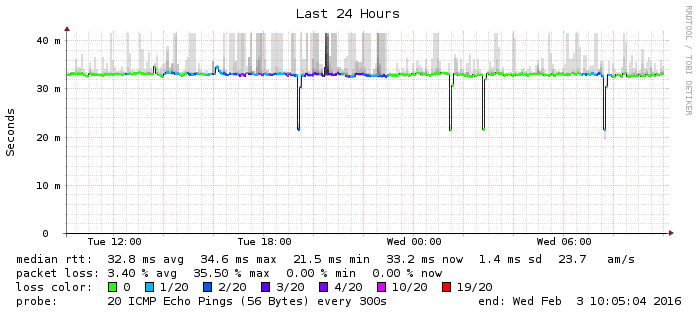 Last 24 Hours
RRDTOOL / TOBI OETIKER
Seconds
40 m
30 m
20 m
10 m
0
Tue 12:00 Tue 18:00 Wed 00:00 Wed 06:00
median rtt: 32.8 ms avg 34.6 ms max 21.5 ms min 33.2 ms now 1.4 ms sd 23.7 am/s
packet loss: 3.40 % avg 35.50 % max 0.00 % min 0.00 % now
loss color: 0 1/20 2/20 3/20 4/20 10/20 19/20
probe: 20 ICMP Echo Pings (56 Bytes) every 300s end: Wed Feb 3 10:05:04 2016